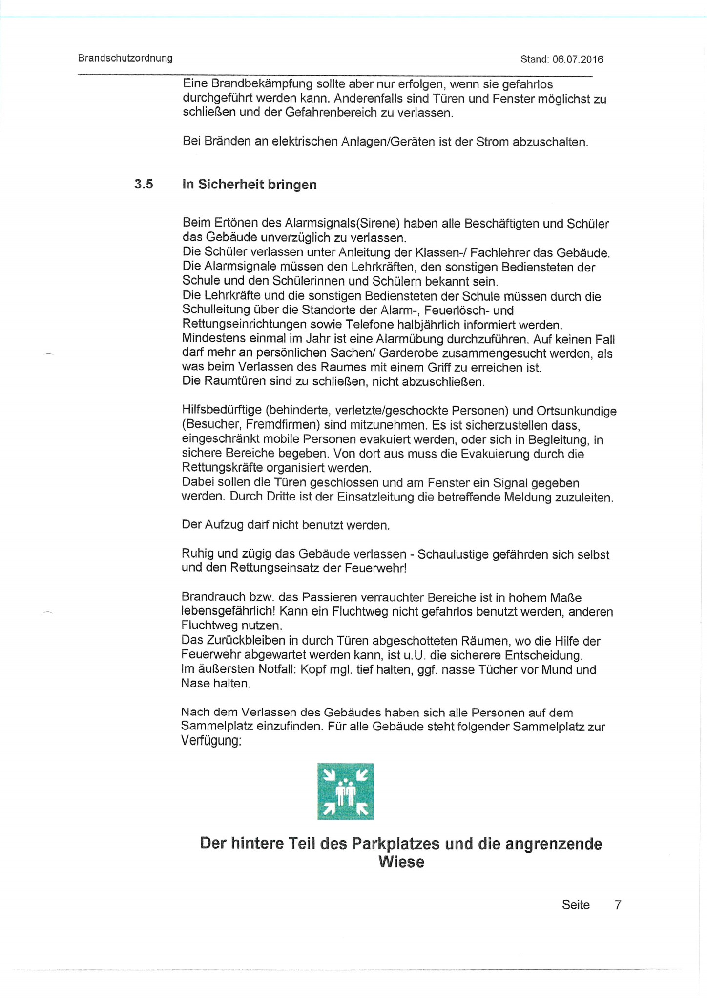 Brandschutzordnung
Stand: 06.07.2016
Eine Brandbekämpfung sollte aber nur erfolgen, wenn sie gefahrlos
durchgeführt werden kann. Anderenfalls sind Türen und Fenster möglichst zu
schließen und der Gefahrenbereich zu verlassen.
Bei Bränden an elektrischen Anlagen/Geräten ist der Strom abzuschalten.
3.5 In Sicherheit bringen
Beim Ertönen des Alarmsignals(Sirene) haben alle Beschäftigten und Schüler
das Gebäude unverzüglich zu verlassen.
Die Schüler verlassen unter Anleitung der Klassen-/ Fachlehrer das Gebäude.
Die Alarmsignale müssen den Lehrkräften, den sonstigen Bediensteten der
Schule und den Schülerinnen und Schülern bekannt sein.
Die Lehrkräfte und die sonstigen Bediensteten der Schule müssen durch die
Schulleitung über die Standorte der Alarm-, Feuerlösch- und
Rettungseinrichtungen sowie Telefone halbjährlich informiert werden.
Mindestens einmal im Jahr ist eine Alarmübung durchzuführen. Auf keinen Fall
darf mehr an persönlichen Sachen/ Garderobe zusammengesucht werden, als
was beim Verlassen des Raumes mit einem Griff zu erreichen ist.
Die Raumtüren sind zu schließen, nicht abzuschließen.
Hilfsbedürftige (behinderte, verletzte/geschockte Personen) und Ortsunkundige
(Besucher, Fremdfirmen) sind mitzunehmen. Es ist sicherzustellen dass,
eingeschränkt mobile Personen evakuiert werden, oder sich in Begleitung, in
sichere Bereiche begeben. Von dort aus muss die Evakuierung durch die
Rettungskräfte organisiert werden.
Dabei sollen die Türen geschlossen und am Fenster ein Signal gegeben
werden. Durch Dritte ist der Einsatzleitung die betreffende Meldung zuzuleiten.
Der Aufzug darf nicht benutzt werden.
Ruhig und zügig das Gebäude verlassen - Schaulustige gefährden sich selbst
und den Rettungseinsatz der Feuerwehr!
Brandrauch bzw. das Passieren verrauchter Bereiche ist in hohem Maße
lebensgefährlich! Kann ein Fluchtweg nicht gefahrlos benutzt werden, anderen
Fluchtweg nutzen.
Das Zurückbleiben in durch Türen abgeschotteten Räumen, wo die Hilfe der
Feuerwehr abgewartet werden kann, ist u.U. die sicherere Entscheidung.
Im äußersten Notfall: Kopf mgl. tief halten, ggf. nasse Tücher vor Mund und
Nase halten.
Nach dem Verlassen des Gebäudes haben sich alle Personen auf dem
Sammelplatz einzufinden. Für alle Gebäude steht folgender Sammelplatz zur
Verfügung:
Der hintere Teil des Parkplatzes und die angrenzende
Wiese
Seite 7